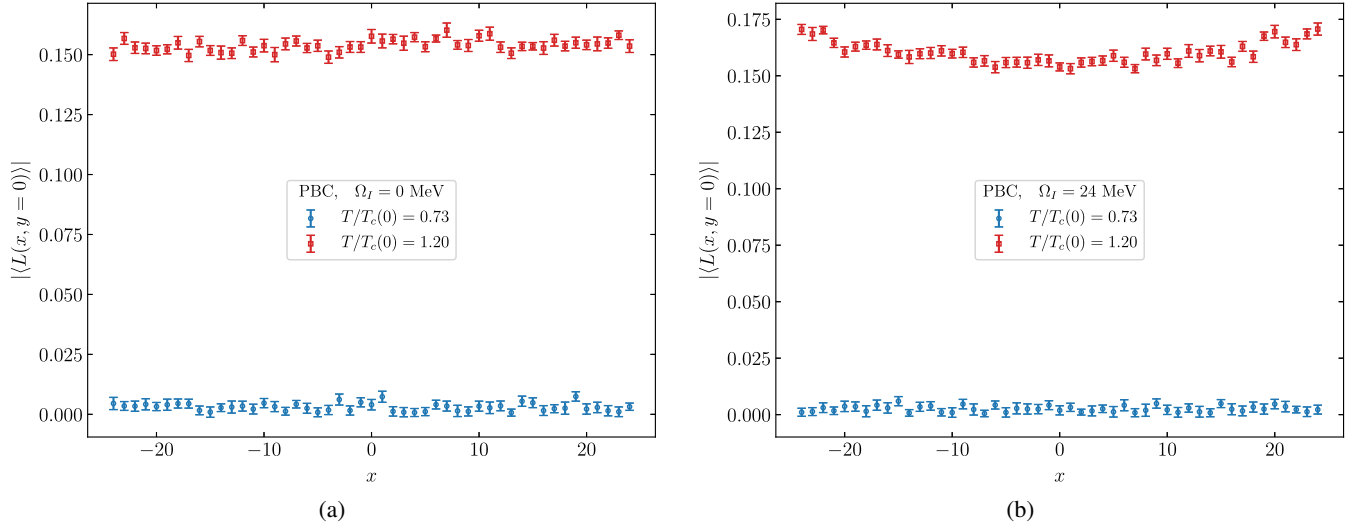 0.150
0.125
0.100
0.075
0.050
0.025
0.000
|⟨L(x, y = 0)⟩|
PBC, Ω_I = 0 MeV
T/T_c(0) = 0.73
T/T_c(0) = 1.20
−20 −10 0 10 20
x
(a)
0.175
0.150
0.125
0.100
0.075
0.050
0.025
0.000
|⟨L(x, y = 0)⟩|
PBC, Ω_I = 24 MeV
T/T_c(0) = 0.73
T/T_c(0) = 1.20
−20 −10 0 10 20
x
(b)